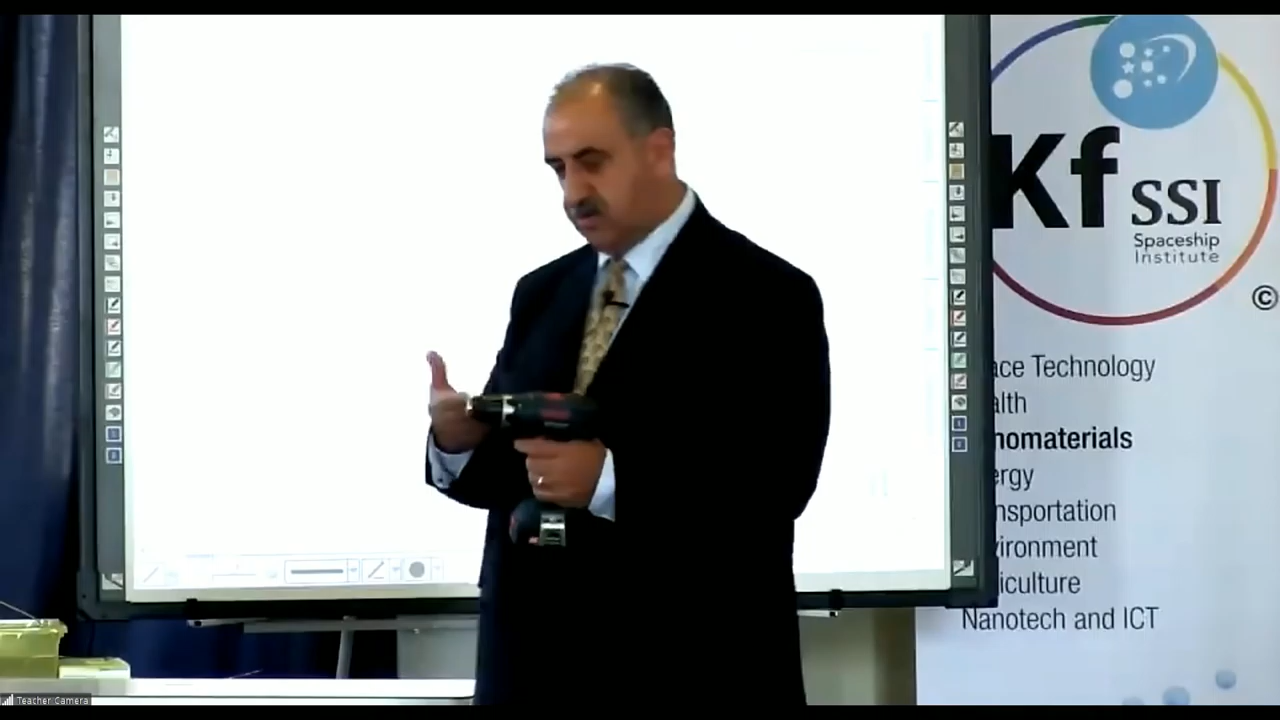 Kf SSI
Spaceship
Institute
©
ace Technology
alth
nomaterials
ergy
nsportation
vironment
iculture
Nanotech and ICT
Teacher Camera